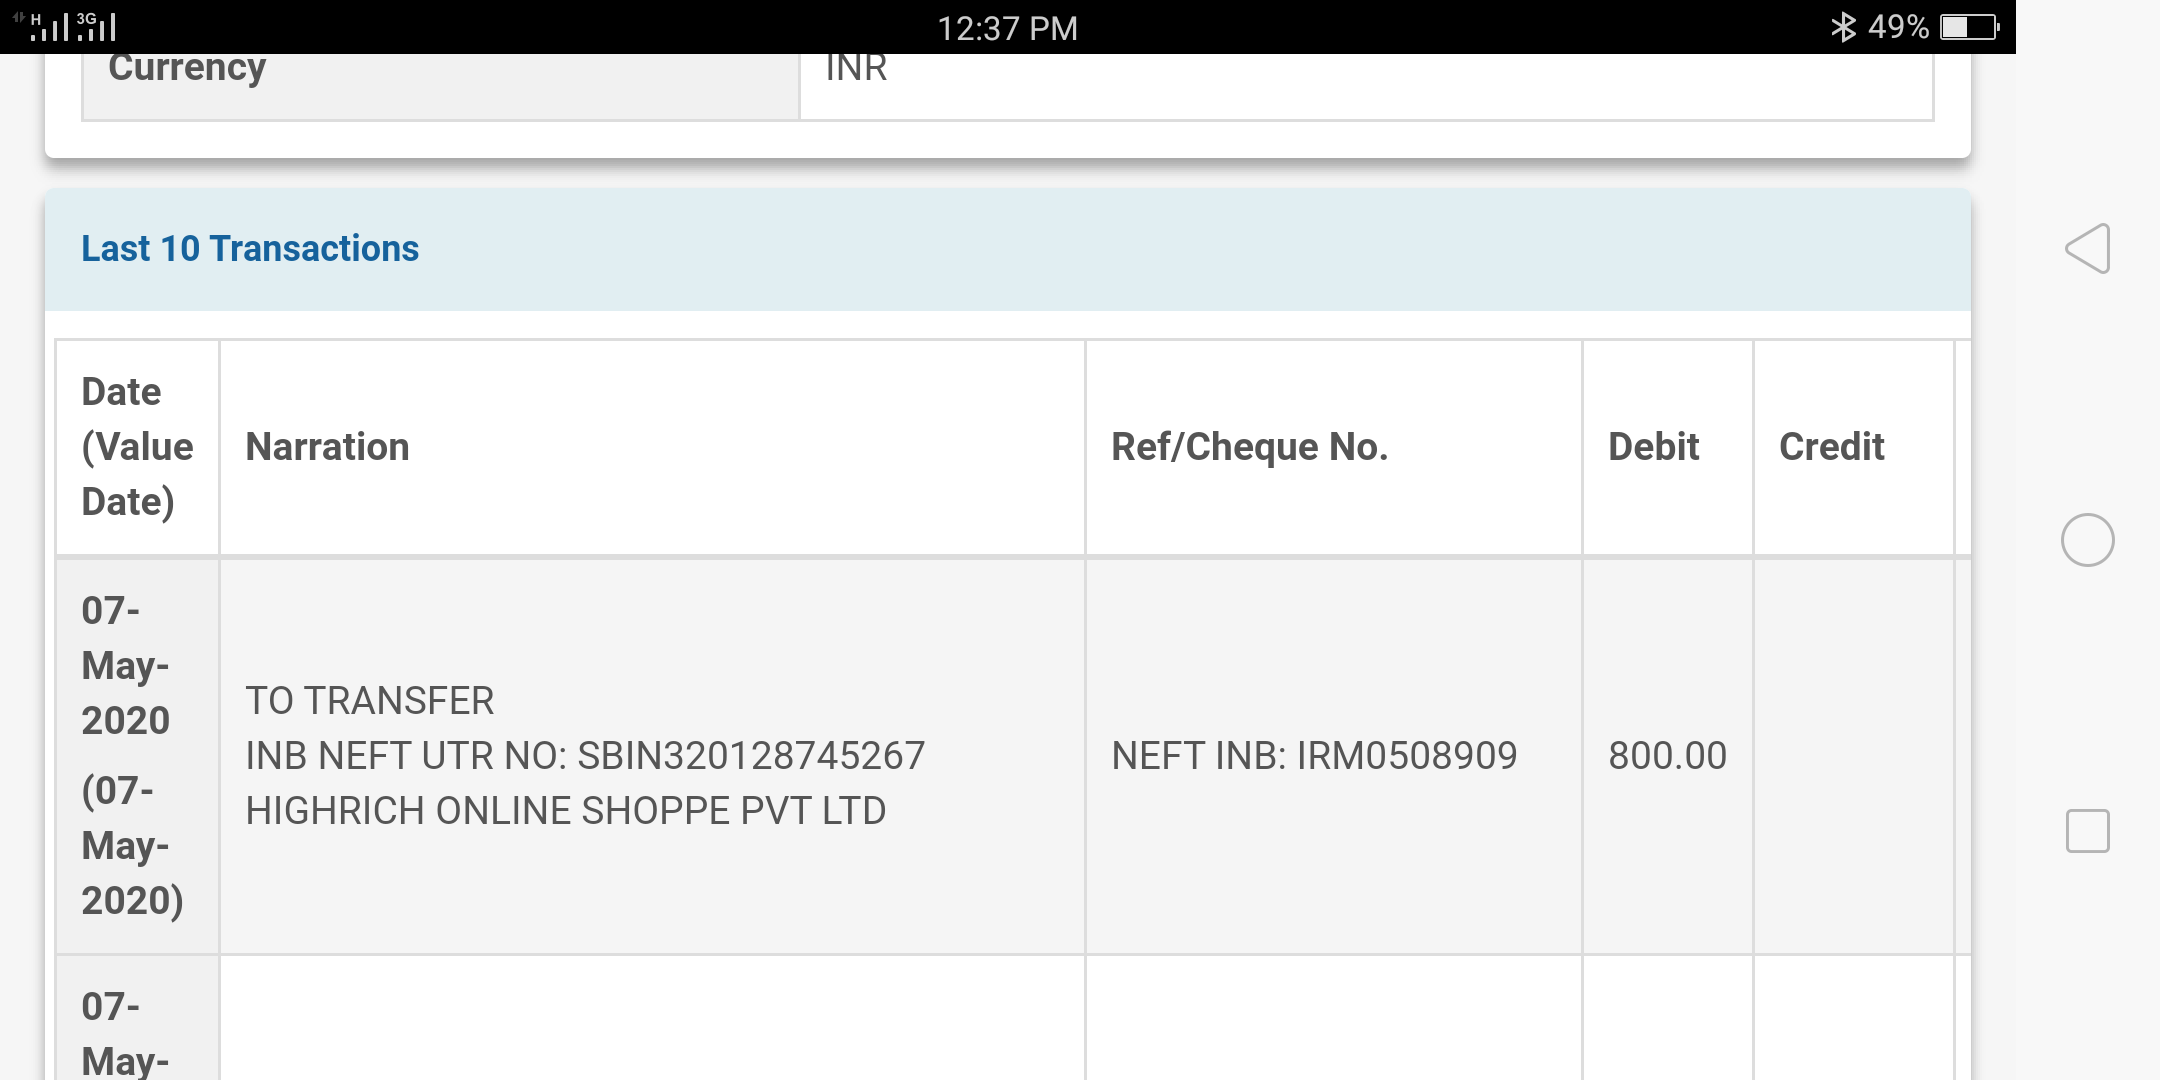 H 3G 12:37 PM 49%
Currency INR
Last 10 Transactions
Date
(Value
Date)
Narration
Ref/Cheque No.
Debit
Credit
07-
May-
2020
(07-
May-
2020)
TO TRANSFER
INB NEFT UTR NO: SBIN320128745267
HIGHRICH ONLINE SHOPPE PVT LTD
NEFT INB: IRM0508909
800.00
07-
May-